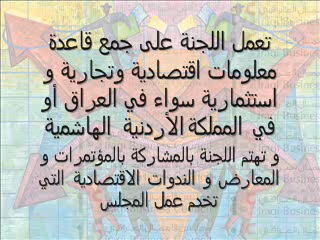 تعمل اللجنة على جمع قاعدة
معلومات اقتصادية وتجارية و
استثمارية سواء في العراق أو
في المملكة الأردنية الهاشمية
و تهتم اللجنة بالمشاركة بالمؤتمرات و
المعارض و الندوات الاقتصادية التي
تخدم عمل المجلس